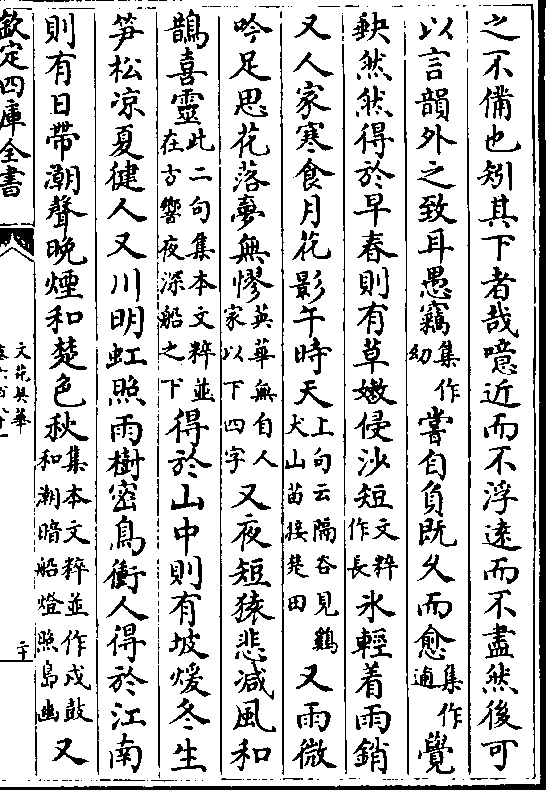 之不備也矧其下者哉噫近而不浮遠而不盡然後可
以言韻外之致耳愚竊集作幼嘗自負既久而愈集作覺
缺然然得於早春則有草嫩侵沙短文粹作長氷輕着雨銷
又人家寒食月花影午時天上句云隔谷見鷄犬山苗接楚田又雨微
吟足思花落夢無憀英華無自人家以下四字又夜短猿悲減風和
鵲喜靈此二句集本文粹並在方響夜深船之下得於山中則有坡煖冬生
笋松凉夏健人又川明虹照雨樹密鳥衝人得於江南
則有日帶潮聲晚煙和楚色秋集本文粹並作戍鼓和潮暗船燈照島幽又
欽定四庫全書
文苑英華
二十